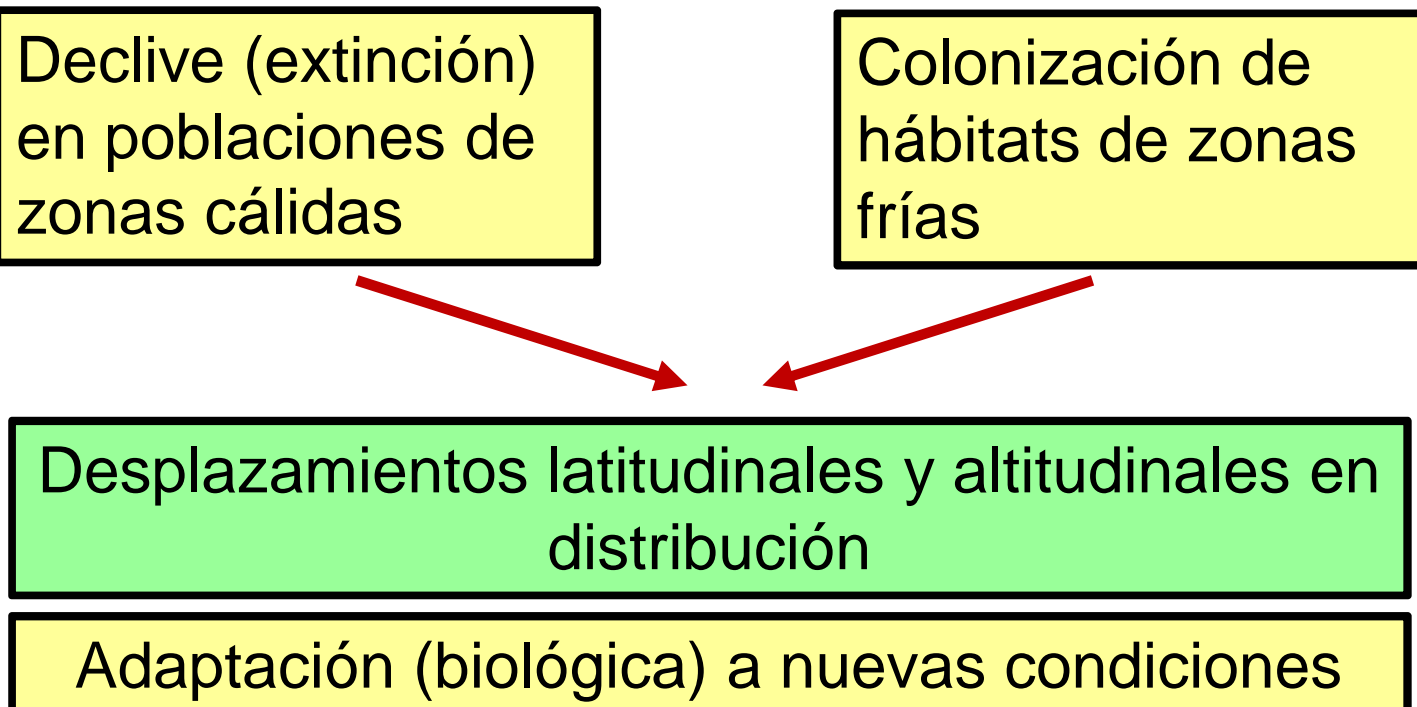 Declive (extinción)
en poblaciones de
zonas cálidas
Colonización de
hábitats de zonas
frías
Desplazamientos latitudinales y altitudinales en
distribución
Adaptación (biológica) a nuevas condiciones